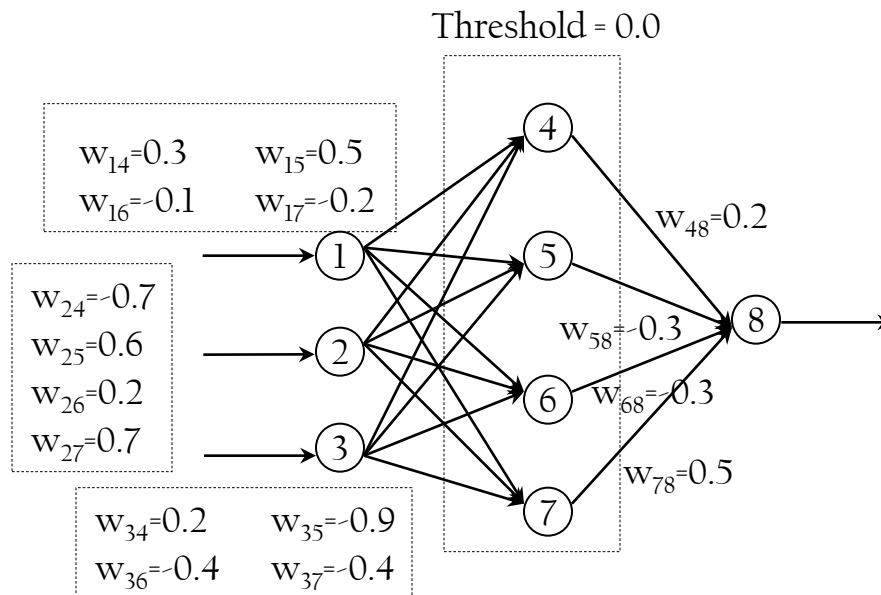 Threshold = 0.0
w14=0.3 w15=0.5
w16=-0.1 w17=-0.2
w24=-0.7
w25=0.6
w26=0.2
w27=0.7
w34=0.2 w35=-0.9
w36=-0.4 w37=-0.4
1
2
3
4
5
6
7
w48=0.2
w58=-0.3
w68=-0.3
w78=0.5
8